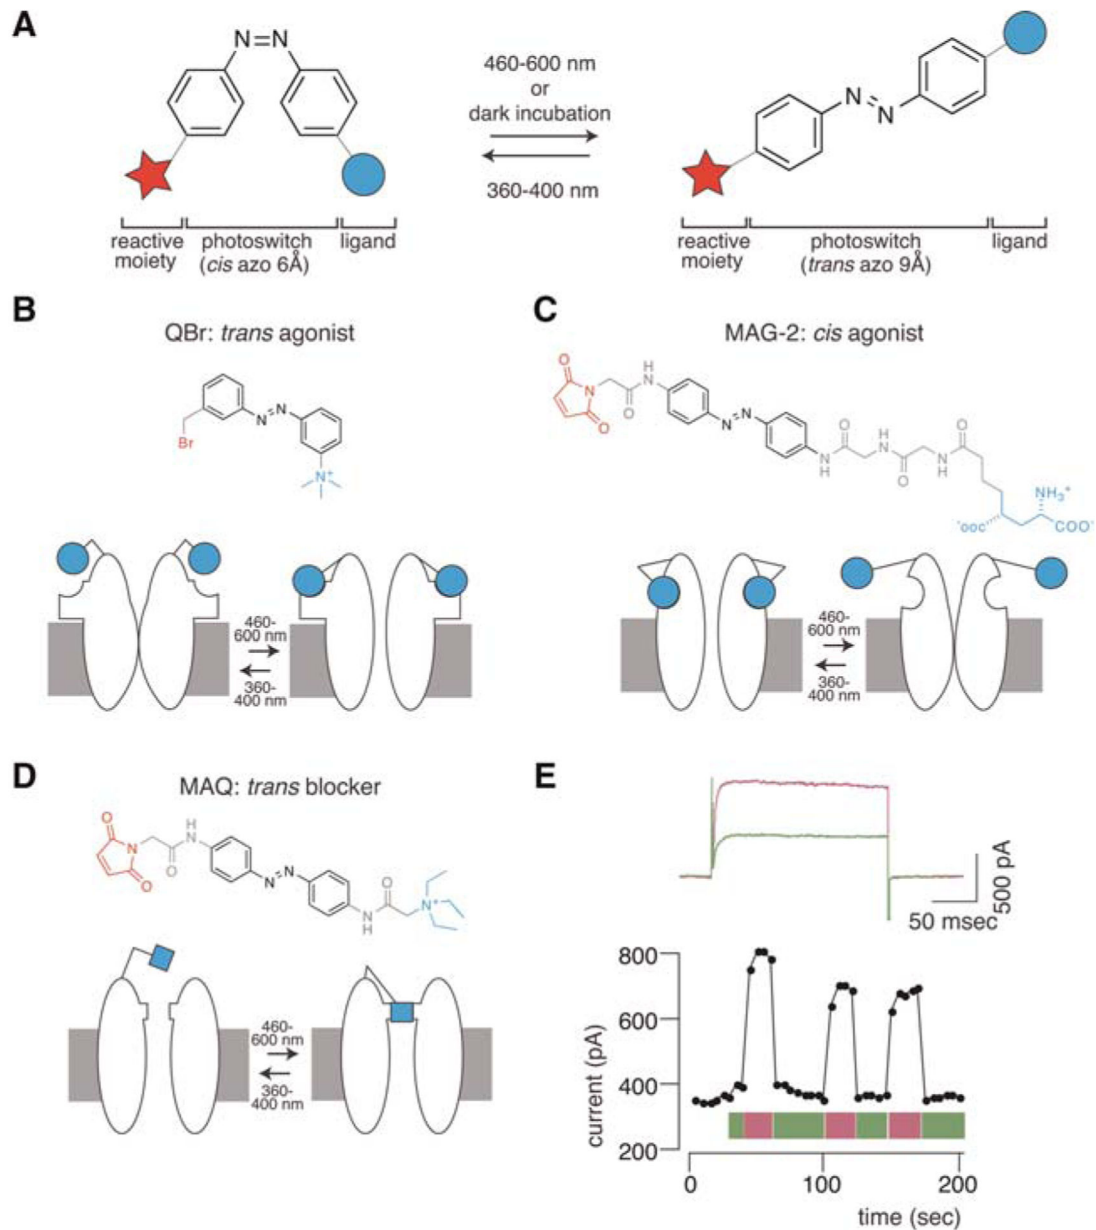 A
N=N
460-600 nm
or
dark incubation
360-400 nm
N
N
reactive
moiety
photoswitch
(cis azo 6Å)
ligand
reactive
moiety
photoswitch
(trans azo 9Å)
ligand
B
QBr: trans agonist
N
N
Br
N+
460-
600 nm
360-
400 nm
C
MAG-2: cis agonist
O
N
O
H
N
O
N
N
N
H
O
H
N
O
N
H
O
NH3+
-ooc
COO-
460-
600 nm
360-
400 nm
D
MAQ: trans blocker
O
N
O
H
N
O
N
N
N
H
O
N+
460-
600 nm
360-
400 nm
E
500 pA
50 msec
current (pA)
800
600
400
200
0
100
200
time (sec)